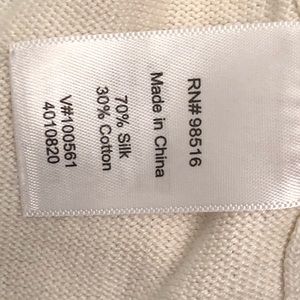 RN# 98516
Made in China
70% Silk
30% Cotton
V#100561
4010820